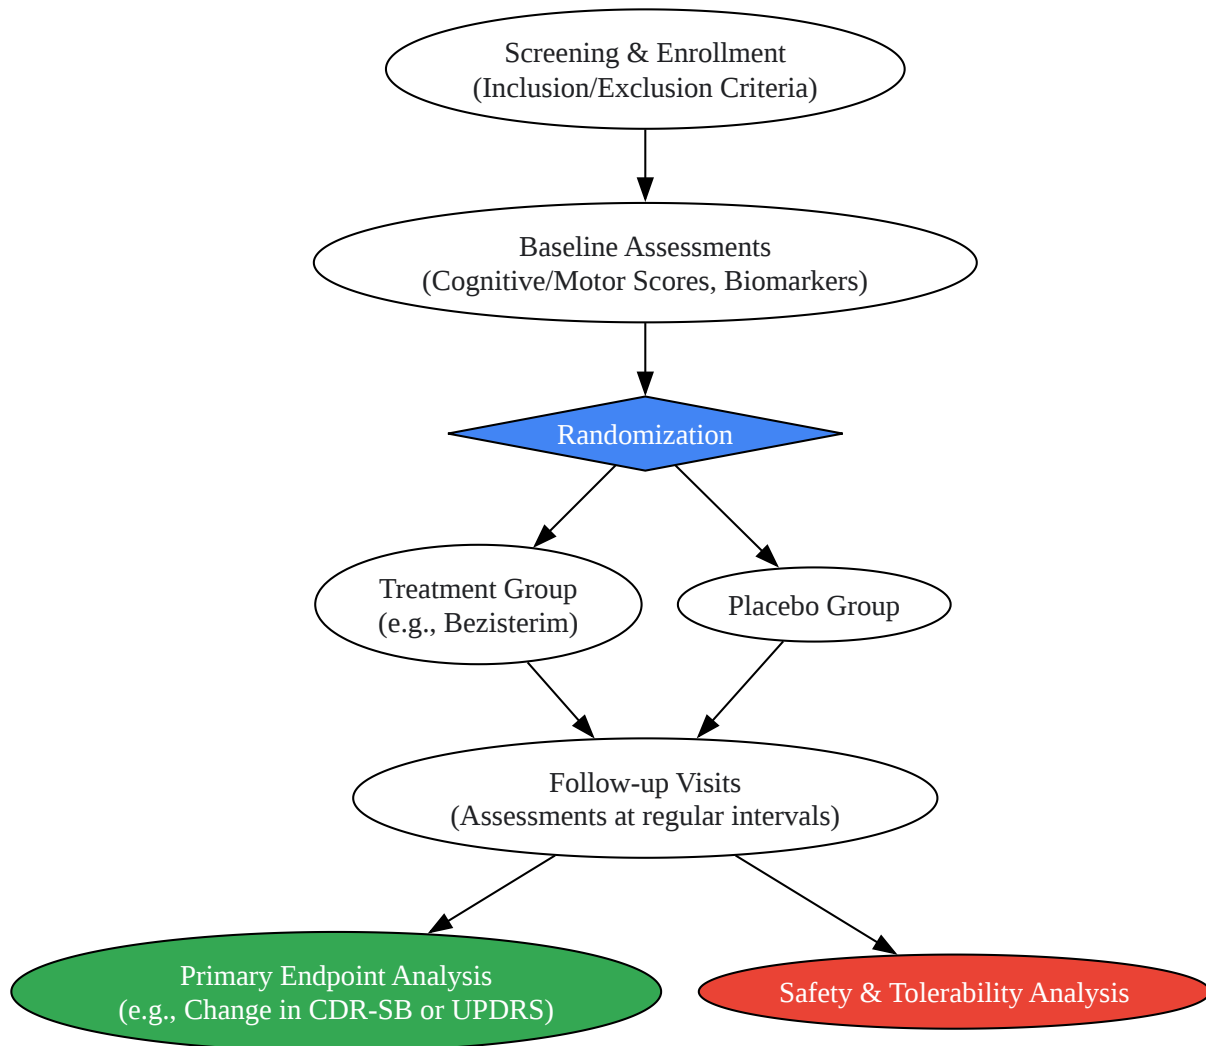 Screening & Enrollment
(Inclusion/Exclusion Criteria)
Baseline Assessments
(Cognitive/Motor Scores, Biomarkers)
Randomization
Treatment Group
(e.g., Bezisterim)
Placebo Group
Follow-up Visits
(Assessments at regular intervals)
Primary Endpoint Analysis
(e.g., Change in CDR-SB or UPDRS)
Safety & Tolerability Analysis